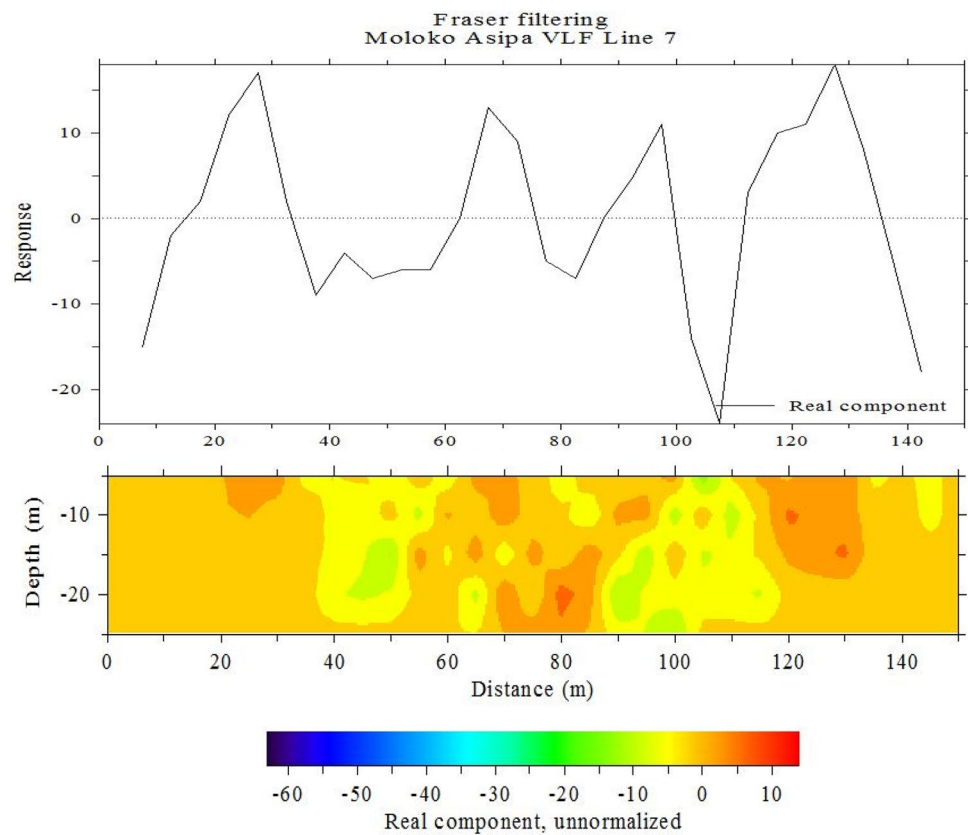 Fraser filtering
Moloko Asipa VLF Line 7
Response
10
0
-10
-20
Real component
0 20 40 60 80 100 120 140
Depth (m)
-10
-20
0 20 40 60 80 100 120 140
Distance (m)
-60 -50 -40 -30 -20 -10 0 10
Real component, unnormalized